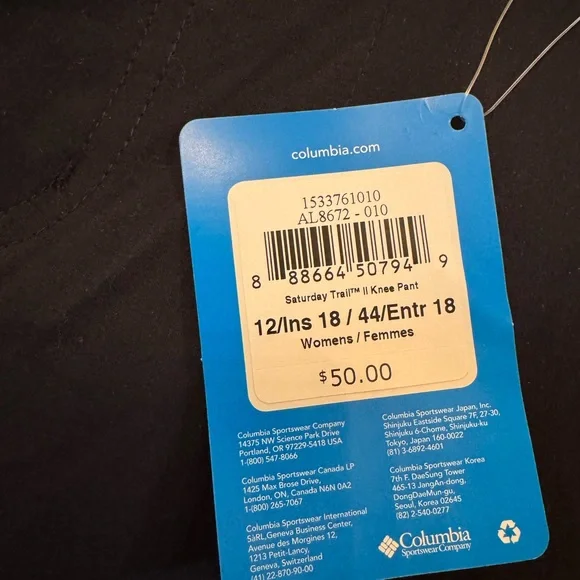 columbia.com
1533761010
AL8672 - 010
8 88664 50794 9
Saturday Trail™ II Knee Pant
12/Ins 18 / 44/Entr 18
Womens / Femmes
$50.00
Columbia Sportswear Company
14375 NW Science Park Drive
Portland, OR 97229-5418 USA
1-(800) 547-8066
Columbia Sportswear Canada LP
1425 Max Brose Drive,
London, ON, Canada N6N 0A2
1-(800) 265-7067
Columbia Sportswear International
SàRL,Geneva Business Center,
Avenue des Morgines 12,
1213 Petit-Lancy,
Geneva, Switzerland
(41) 22-870-90-00
Columbia Sportswear Japan, Inc.
Shinjuku Eastside Square 7F, 27-30,
Shinjuku 6-Chome, Shinjuku-ku
Tokyo, Japan 160-0022
(81) 3-6892-4601
Columbia Sportswear Korea
7th F. DaeSung Tower
465-13 JangAn-dong,
DongDaeMun-gu,
Seoul, Korea 02635
(82) 2-540-0277
Columbia
Sportswear Company